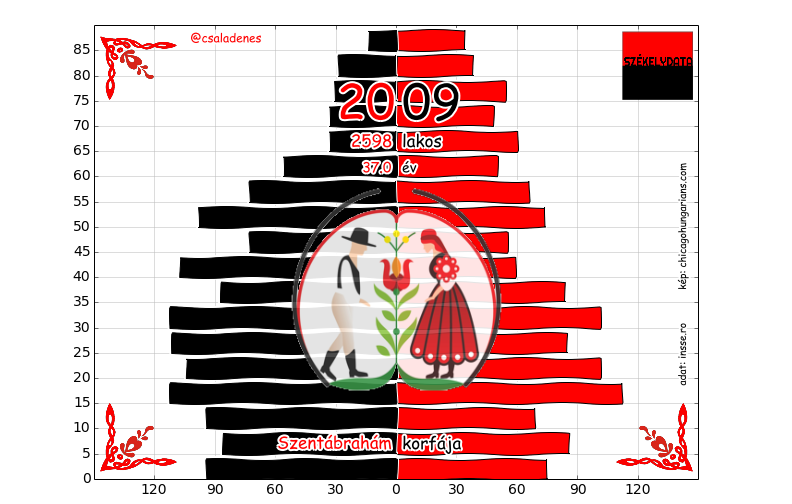 @csaladenes
SZÉKELYDATA
2009
2598 lakos
37.0 év
kép: chicagohungarians.com
adat: insse.ro
Szentábrahám korfája
85
80
75
70
65
60
55
50
45
40
35
30
25
20
15
10
5
0
120 90 60 30 0 30 60 90 120